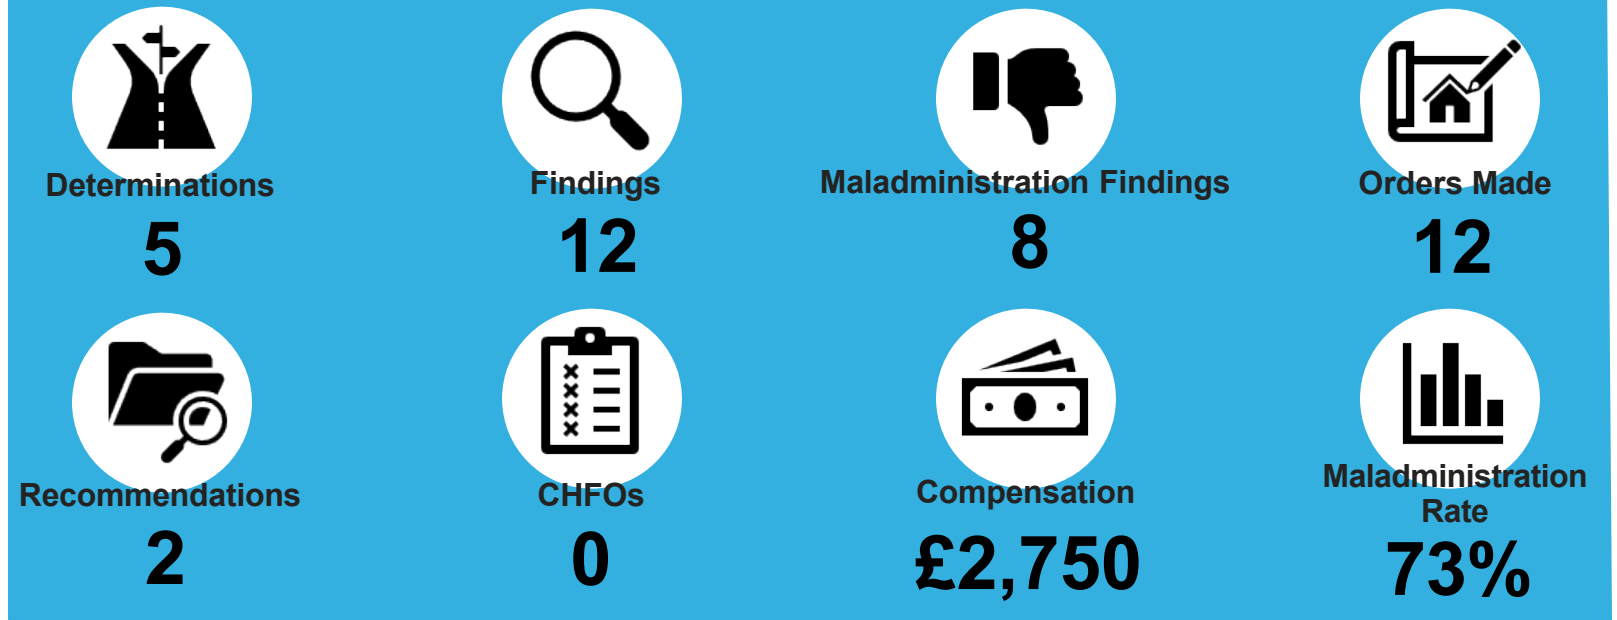 Determinations
5
Findings
12
Maladministration Findings
8
Orders Made
12
Recommendations
2
CHFOs
0
Compensation
£2,750
Maladministration
Rate
73%